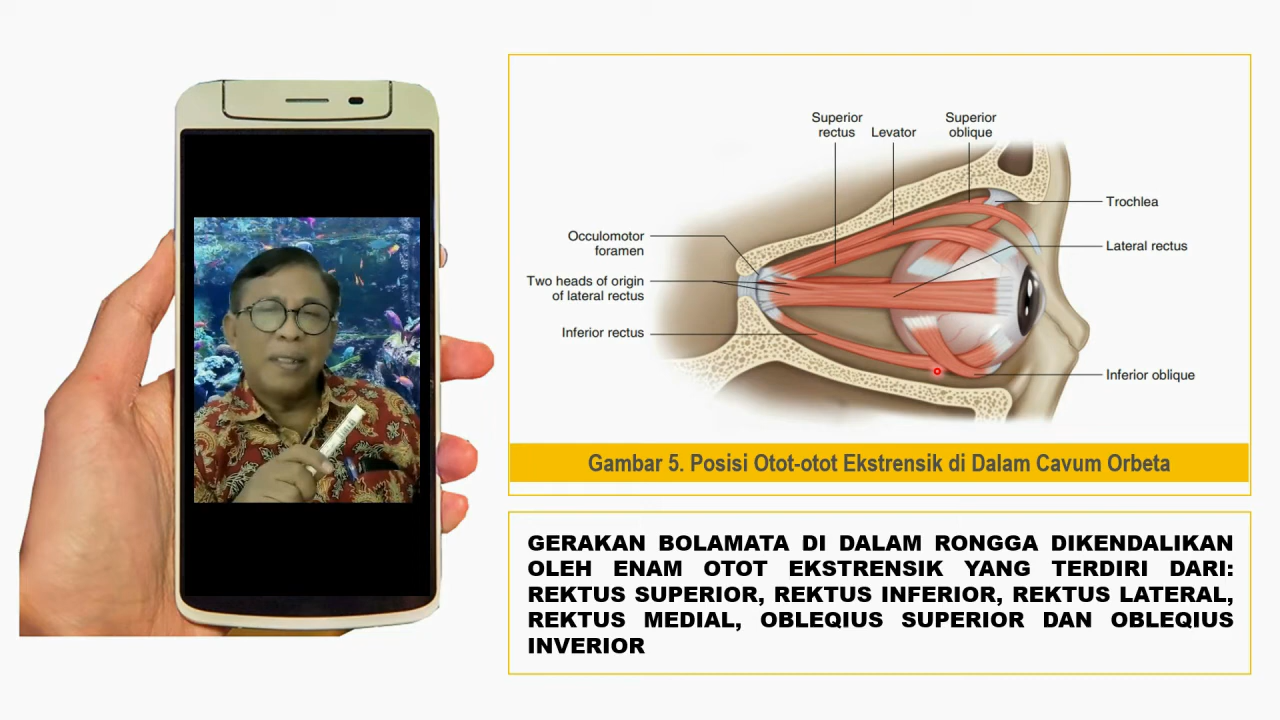 Superior
rectus
Levator
Superior
oblique
Trochlea
Occulomotor
foramen
Lateral rectus
Two heads of origin
of lateral rectus
Inferior rectus
Inferior oblique
Gambar 5. Posisi Otot-otot Ekstrensik di Dalam Cavum Orbeta
GERAKAN BOLAMATA DI DALAM RONGGA DIKENDALIKAN
OLEH ENAM OTOT EKSTRENSIK YANG TERDIRI DARI:
REKTUS SUPERIOR, REKTUS INFERIOR, REKTUS LATERAL,
REKTUS MEDIAL, OBLEQIUS SUPERIOR DAN OBLEQIUS
INVERIOR